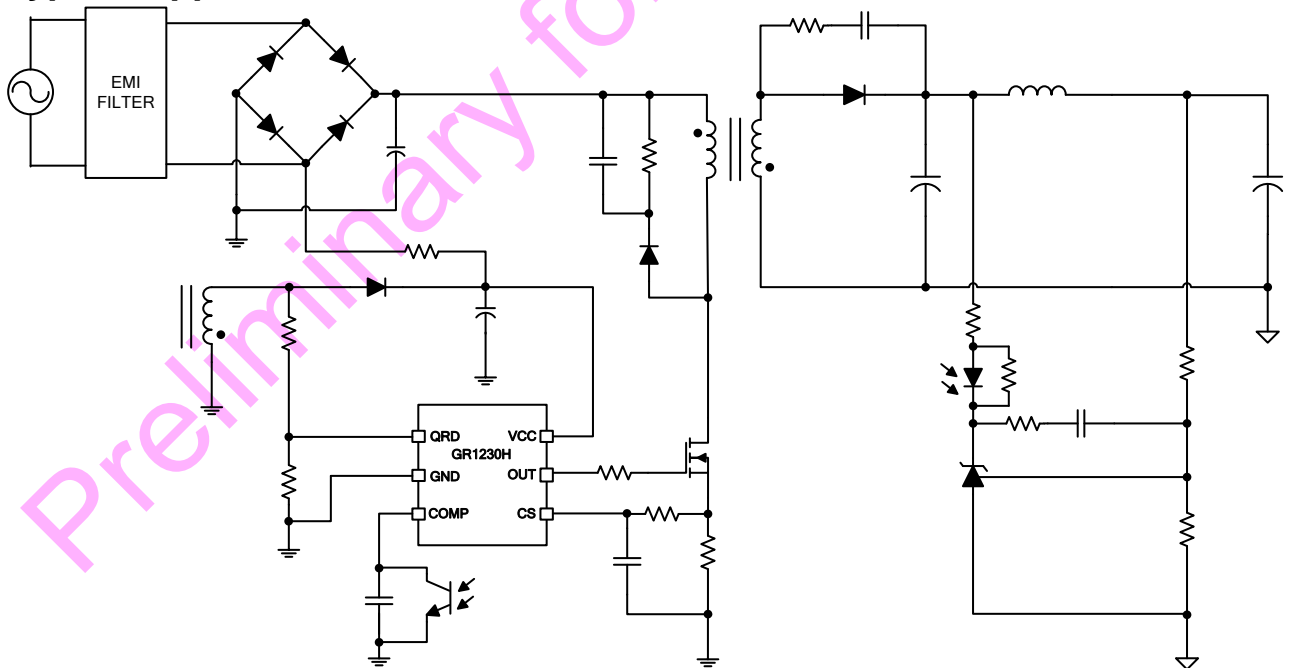 EMI
FILTER
Preliminary fo
QRD
VCC
GR1230H
GND
OUT
COMP
CS